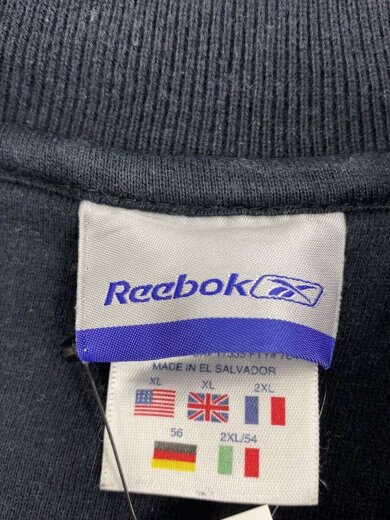 Reebok
MADE IN EL SALVADOR
XL XL 2XL
56 2XL/54